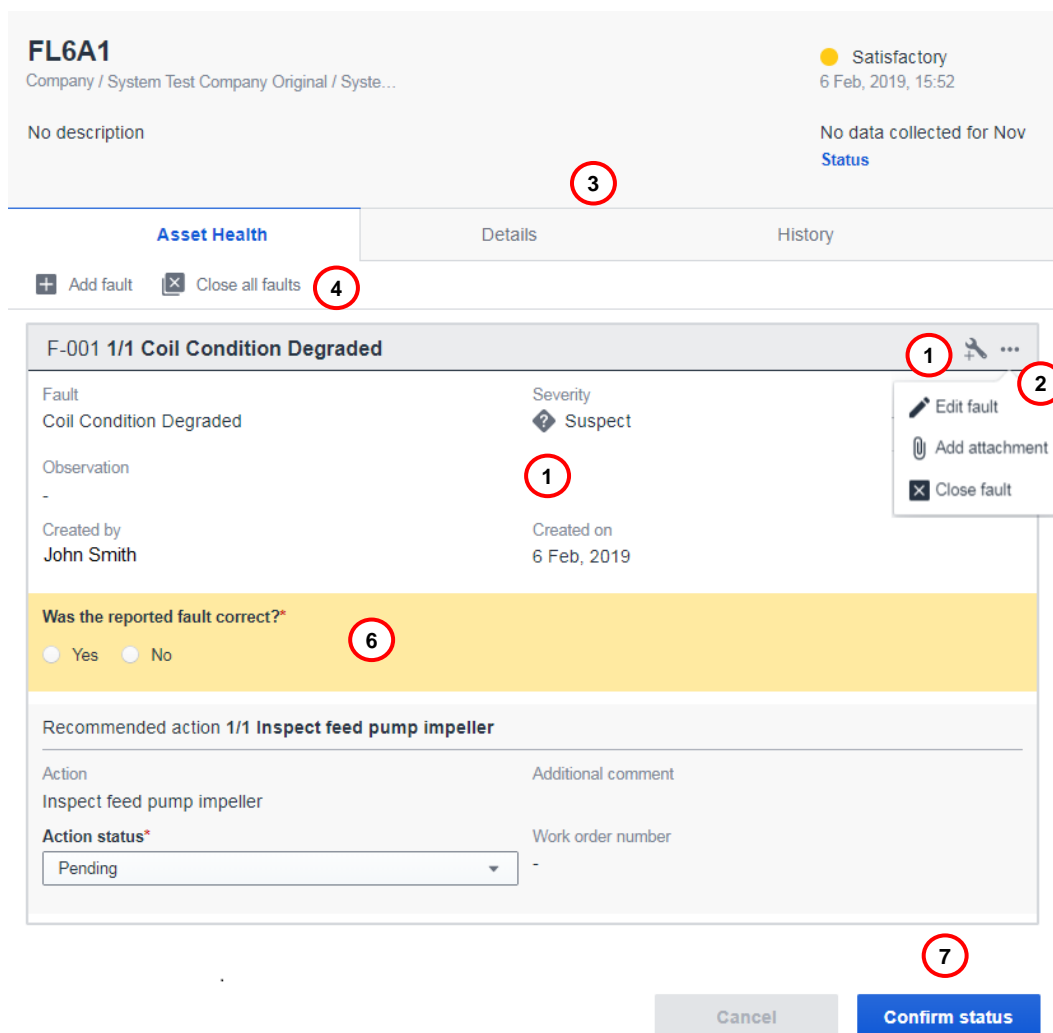 FL6A1
Company / System Test Company Original / Syste...
Satisfactory
6 Feb, 2019, 15:52
No description
No data collected for Nov
Status
3
Asset Health
Details
History
Add fault
Close all faults
4
F-001 1/1 Coil Condition Degraded
1
2
Edit fault
Add attachment
Close fault
Fault
Severity
Coil Condition Degraded
Suspect
Observation
1
-
Created by
Created on
John Smith
6 Feb, 2019
Was the reported fault correct?*
Yes
No
6
Recommended action 1/1 Inspect feed pump impeller
Action
Additional comment
Inspect feed pump impeller
Action status*
Work order number
Pending
-
7
.
Cancel
Confirm status